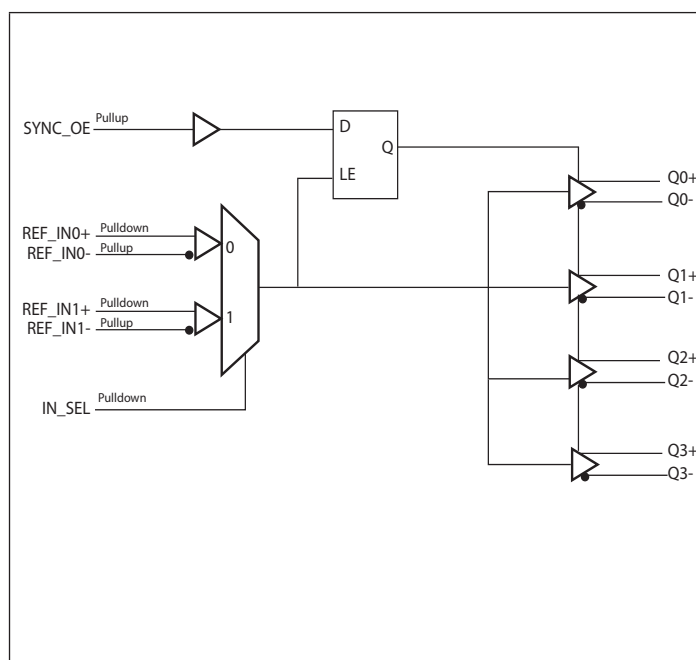 SYNC_OE Pullup
D
Q
LE
Q0+
Q0-
REF_IN0+ Pulldown
REF_IN0- Pullup
0
Q1+
Q1-
REF_IN1+ Pulldown
REF_IN1- Pullup
1
Q2+
Q2-
IN_SEL Pulldown
Q3+
Q3-